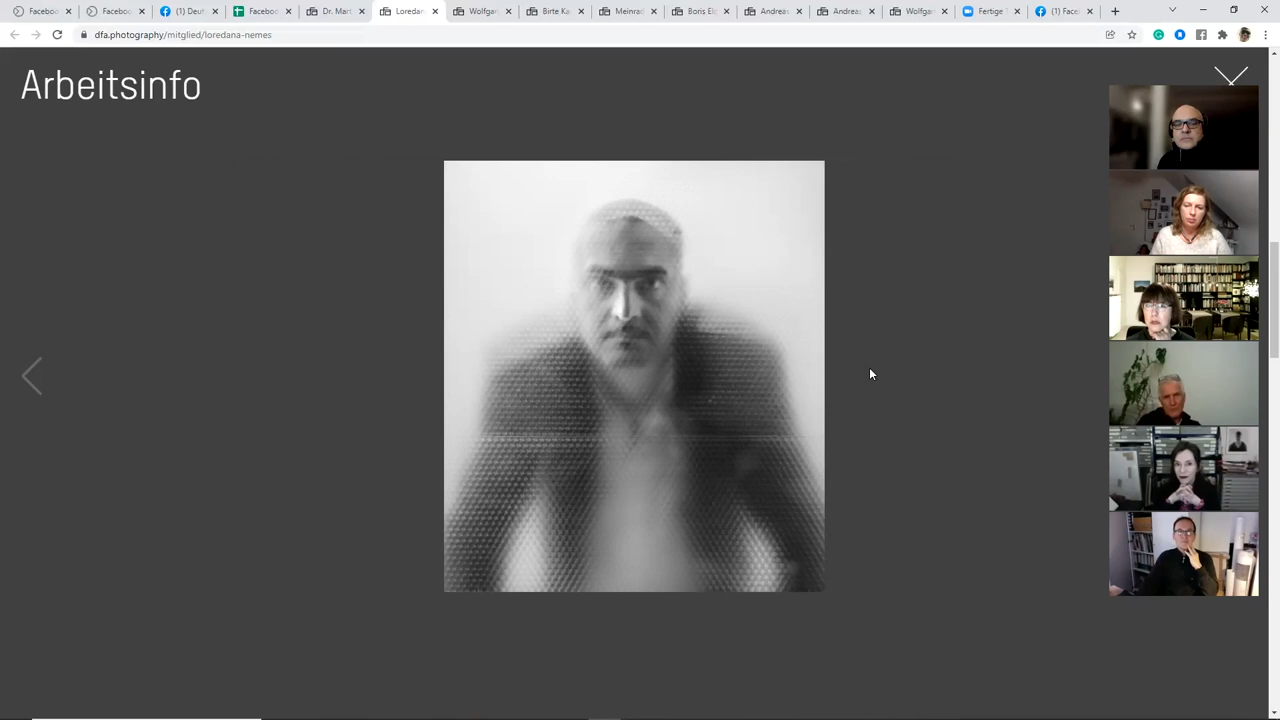 Facebook
Facebook
(1) Deut
Facebook
Dr. Mart
Loredan
Wolfgan
Birte Ka
Meinrad
Boris El
Andreas
Andreas
Wolfgan
Fertige T
(1) Face
dfa.photography/mitglied/loredana-nemes
Arbeitsinfo